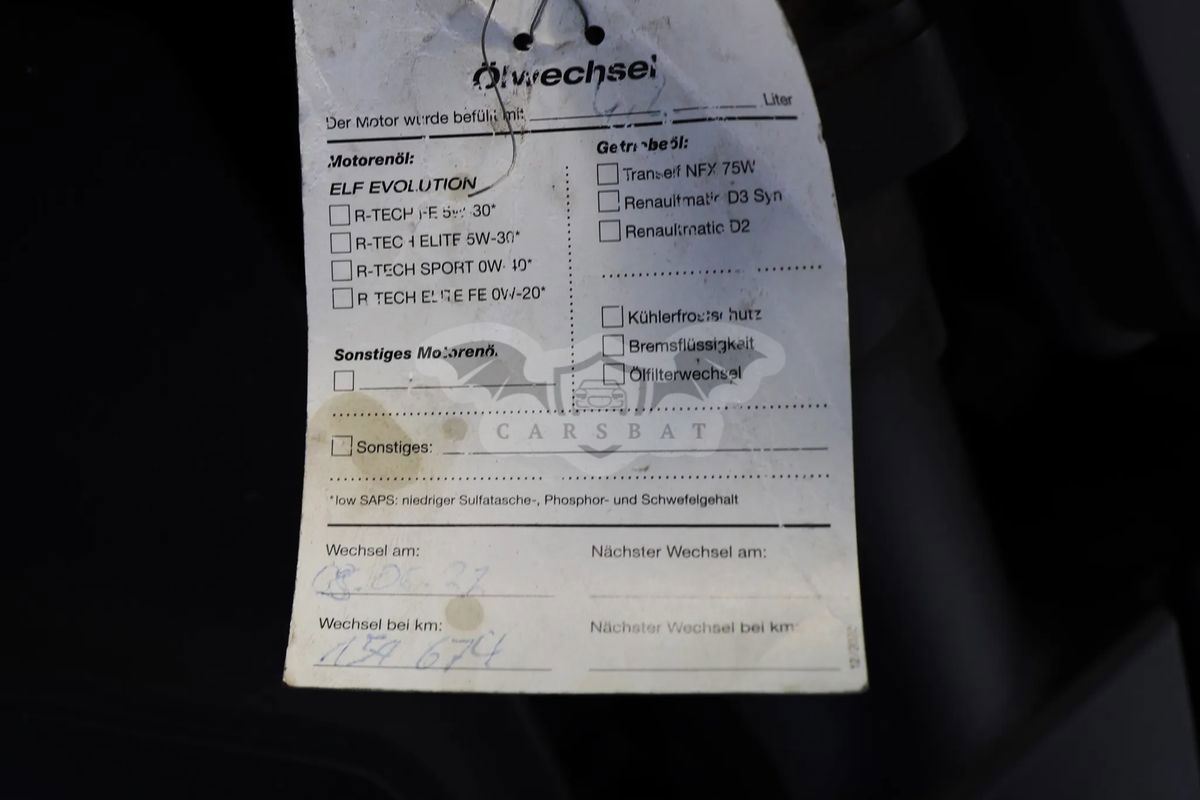 Ölwechsel
Der Motor wurde befüllt mit: Liter
Motorenöl:
ELF EVOLUTION
R-TECH FE 5W-30*
R-TECH ELITE 5W-30*
R-TECH SPORT 0W-40*
R-TECH ELITE FE 0W-20*
Sonstiges Motorenöl:
Getriebeöl:
Tranself NFX 75W
Renaultmatic D3 Syn
Renaultmatic D2
Kühlerfrostschutz
Bremsflüssigkeit
Ölfilterwechsel
CARSBAT
Sonstiges:
*low SAPS: niedriger Sulfatasche-, Phosphor- und Schwefelgehalt
Wechsel am: Nächster Wechsel am:
Wechsel bei km: Nächster Wechsel bei km:
674